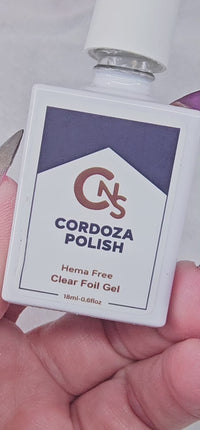 CNS
CORDOZA
POLISH
Hema Free
Clear Foil Gel
18ml-0.6floz